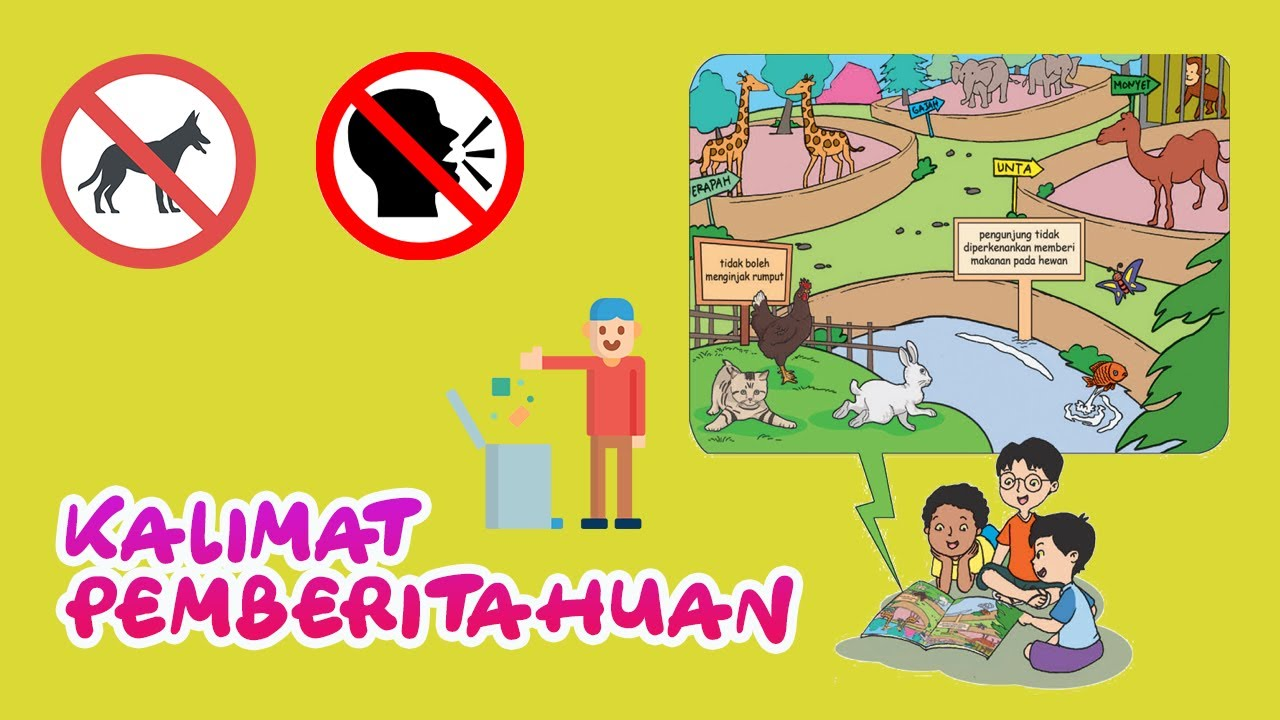 GAJAH
MONYET
ERAPAH
UNTA
tidak boleh
menginjak rumput
pengunjung tidak
diperkenankan memberi
makanan pada hewan
KALIMAT
PEMBERITAHUAN